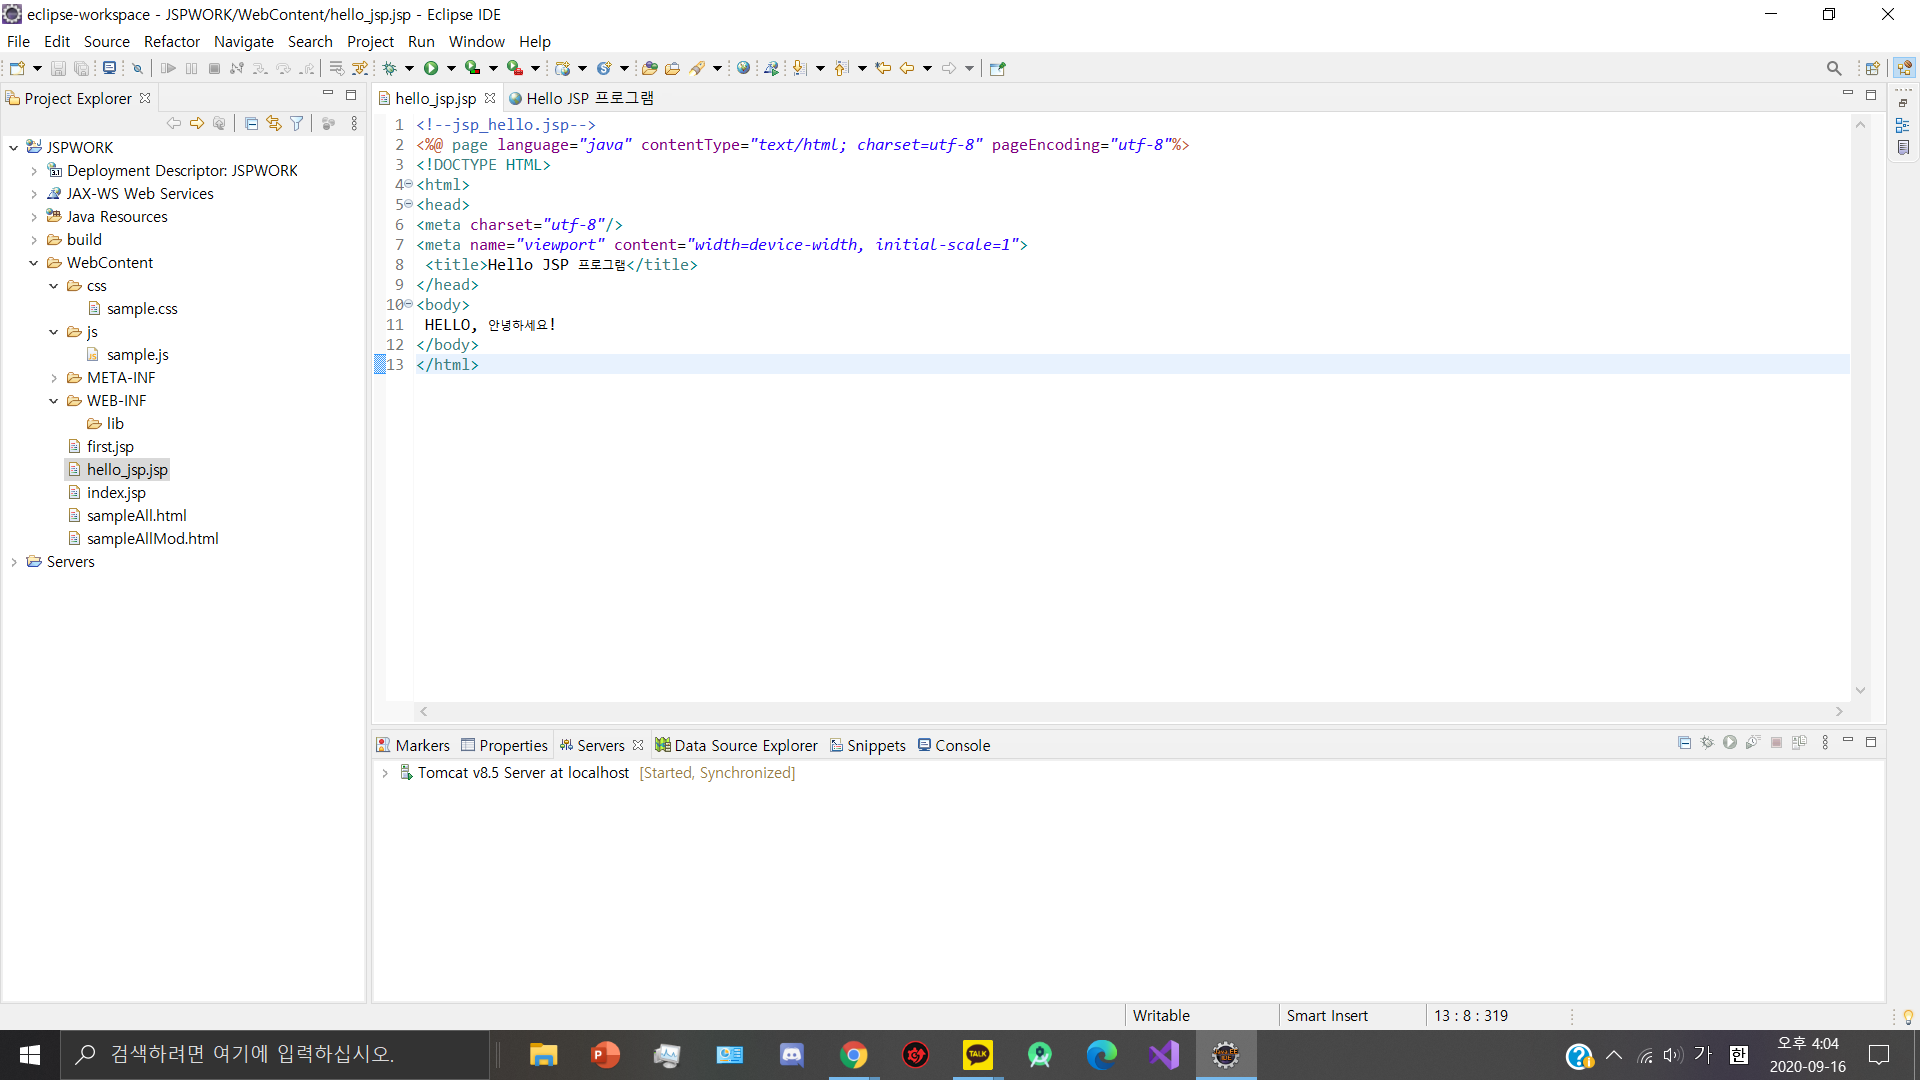 eclipse-workspace - JSPWORK/WebContent/hello_jsp.jsp - Eclipse IDE
File Edit Source Refactor Navigate Search Project Run Window Help
Project Explorer
JSPWORK
Deployment Descriptor: JSPWORK
JAX-WS Web Services
Java Resources
build
WebContent
css
sample.css
js
sample.js
META-INF
WEB-INF
lib
first.jsp
hello_jsp.jsp
index.jsp
sampleAll.html
sampleAllMod.html
Servers
hello_jsp.jsp Hello JSP 프로그램
1 <!--jsp_hello.jsp-->
2 <%@ page language="java" contentType="text/html; charset=utf-8" pageEncoding="utf-8"%>
3 <!DOCTYPE HTML>
4 <html>
5 <head>
6 <meta charset="utf-8"/>
7 <meta name="viewport" content="width=device-width, initial-scale=1">
8 <title>Hello JSP 프로그램</title>
9 </head>
10 <body>
11 HELLO, 안녕하세요!
12 </body>
13 </html>
Markers Properties Servers Data Source Explorer Snippets Console
Tomcat v8.5 Server at localhost [Started, Synchronized]
Writable Smart Insert 13 : 8 : 319
검색하려면 여기에 입력하십시오.
TALK
가 한 오후 4:04
2020-09-16